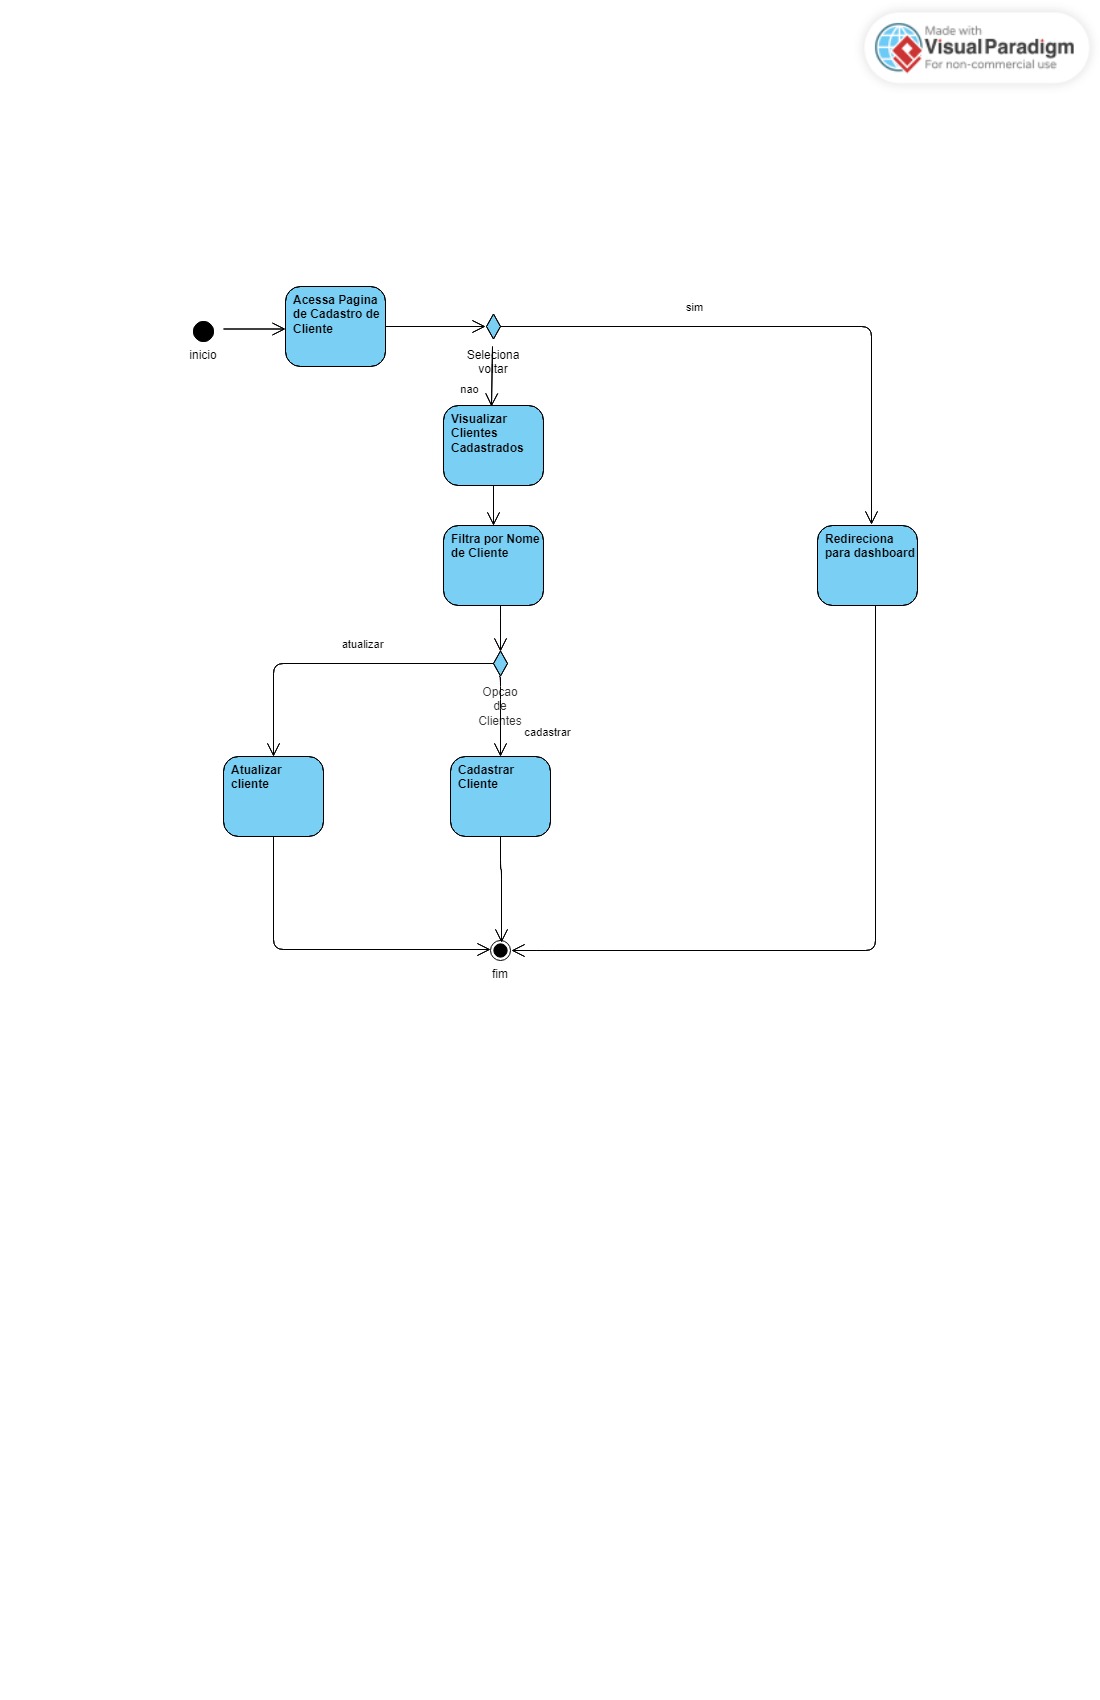 Made with
Visual Paradigm
For non-commercial use
Acessa Pagina
de Cadastro de
Cliente
inicio
sim
Seleciona
voltar
nao
Visualizar
Clientes
Cadastrados
Filtra por Nome
de Cliente
Redireciona
para dashboard
atualizar
Opcao
de
Clientes
cadastrar
Atualizar
cliente
Cadastrar
Cliente
fim